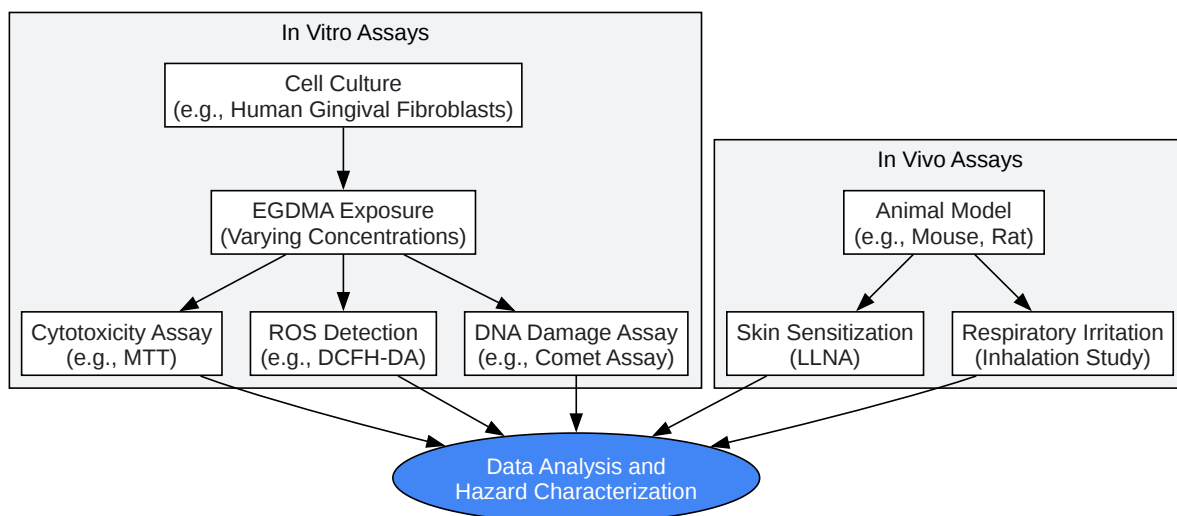 In Vitro Assays
Cell Culture
(e.g., Human Gingival Fibroblasts)
EGDMA Exposure
(Varying Concentrations)
Cytotoxicity Assay
(e.g., MTT)
ROS Detection
(e.g., DCFH-DA)
DNA Damage Assay
(e.g., Comet Assay)
In Vivo Assays
Animal Model
(e.g., Mouse, Rat)
Skin Sensitization
(LLNA)
Respiratory Irritation
(Inhalation Study)
Data Analysis and
Hazard Characterization